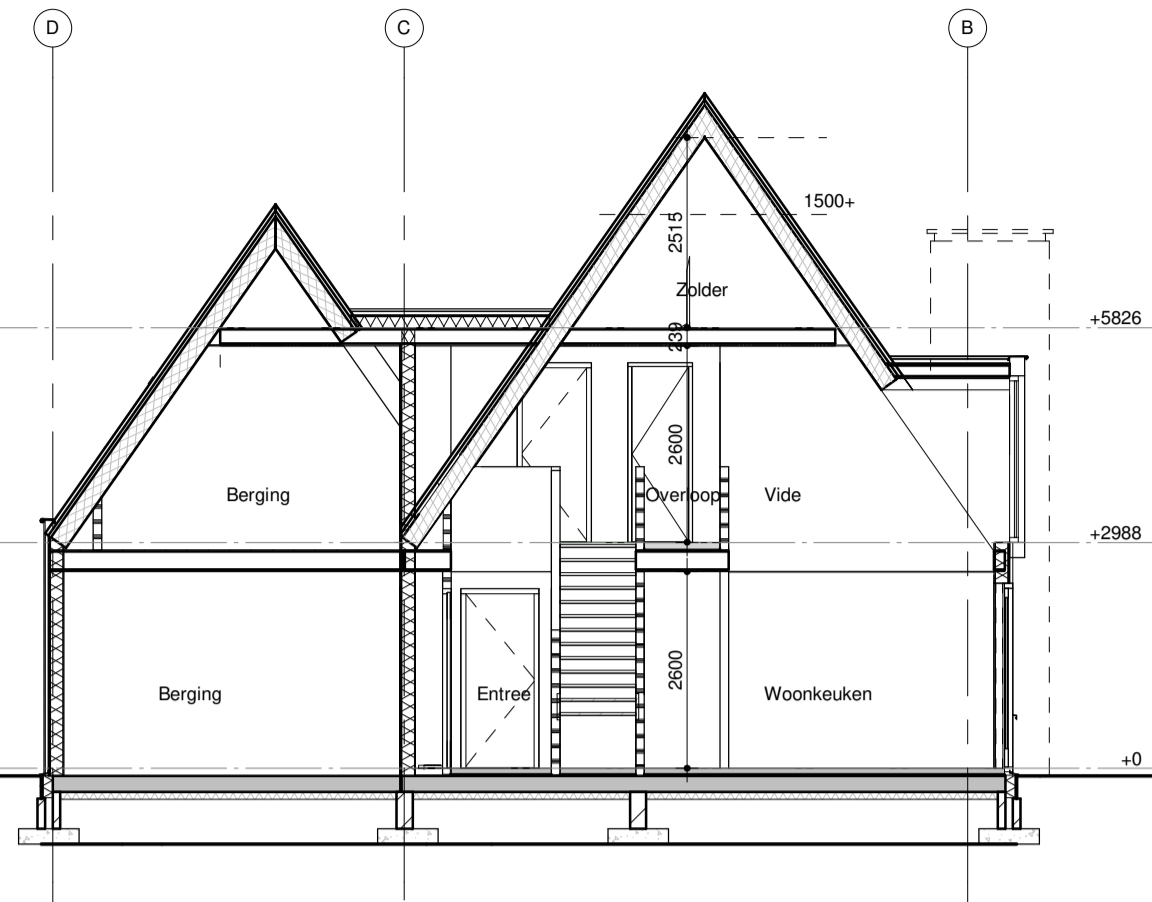 D
C
B
1500+
2515
Zolder
+5826
239
2600
Berging
Overloop
Vide
+2988
2600
Berging
Entree
Woonkeuken
+0